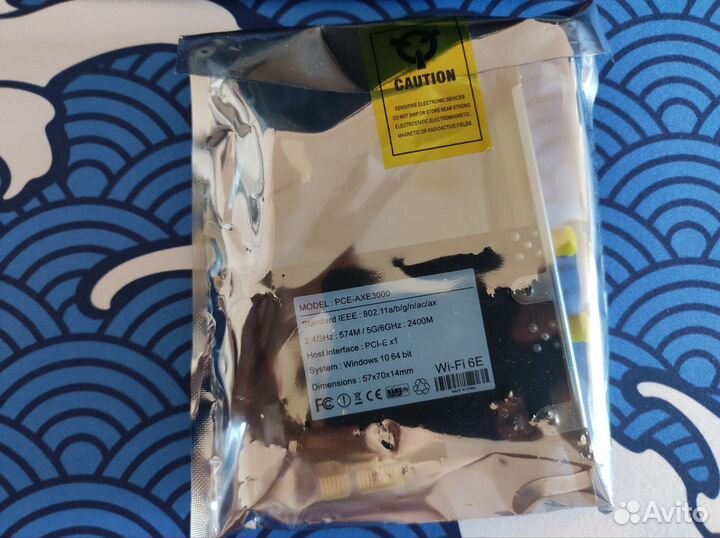 CAUTION
SENSITIVE ELECTRONIC DEVICES
DO NOT SHIP OR STORE NEAR STRONG
ELECTROSTATIC ELECTROMAGNETIC,
MAGNETIC OR RADIOACTIVE FIELDS
MODEL : PCE-AXE3000
Standard IEEE : 802.11a/b/g/n/ac/ax
2.4GHz : 574M / 5G/6GHz : 2400M
Host Interface : PCI-E x1
System : Windows 10 64 bit
Dimensions : 57x70x14mm
Wi-Fi 6E
FC CE
Avito